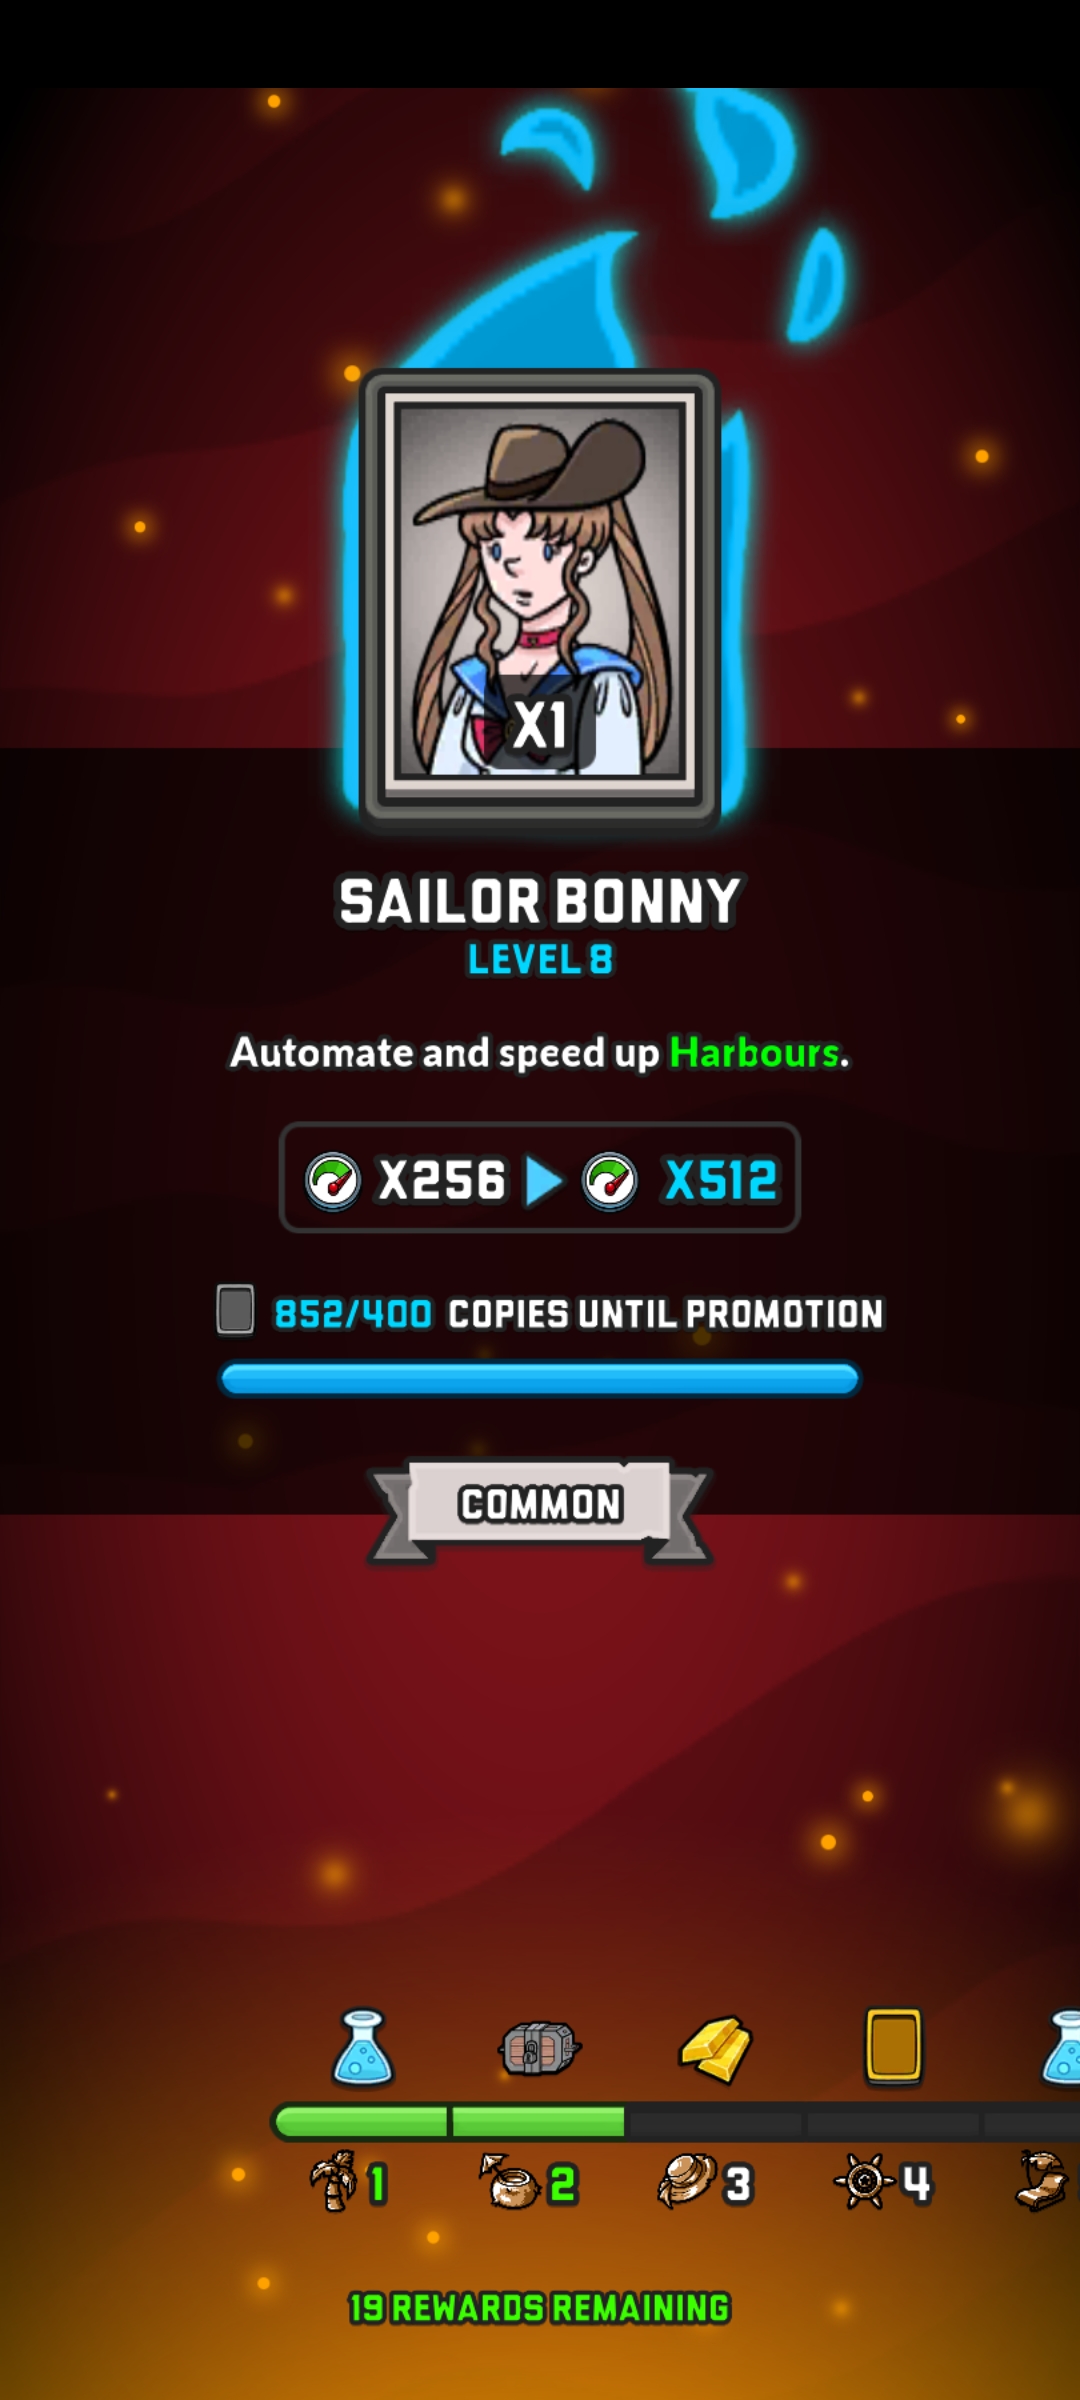 X1
SAILOR BONNY
LEVEL 8
Automate and speed up Harbours.
X256 X512
852/400 COPIES UNTIL PROMOTION
COMMON
1 2 3 4
19 REWARDS REMAINING